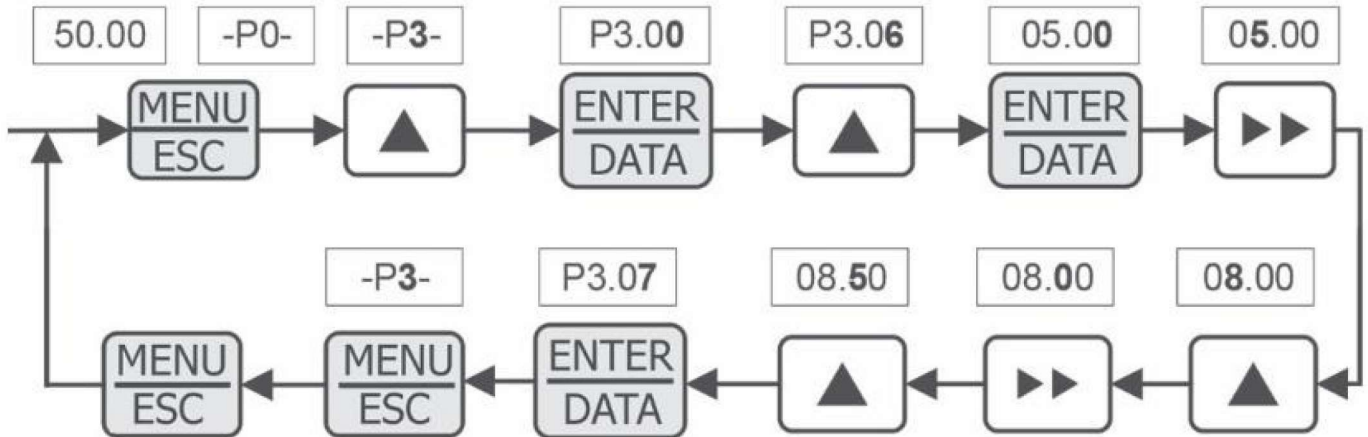 50.00 -P0- -P3- P3.00 P3.06 05.00 05.00
MENU ENTER ENTER
ESC DATA DATA
-P3- P3.07 08.50 08.00 08.00
MENU MENU ENTER
ESC ESC DATA